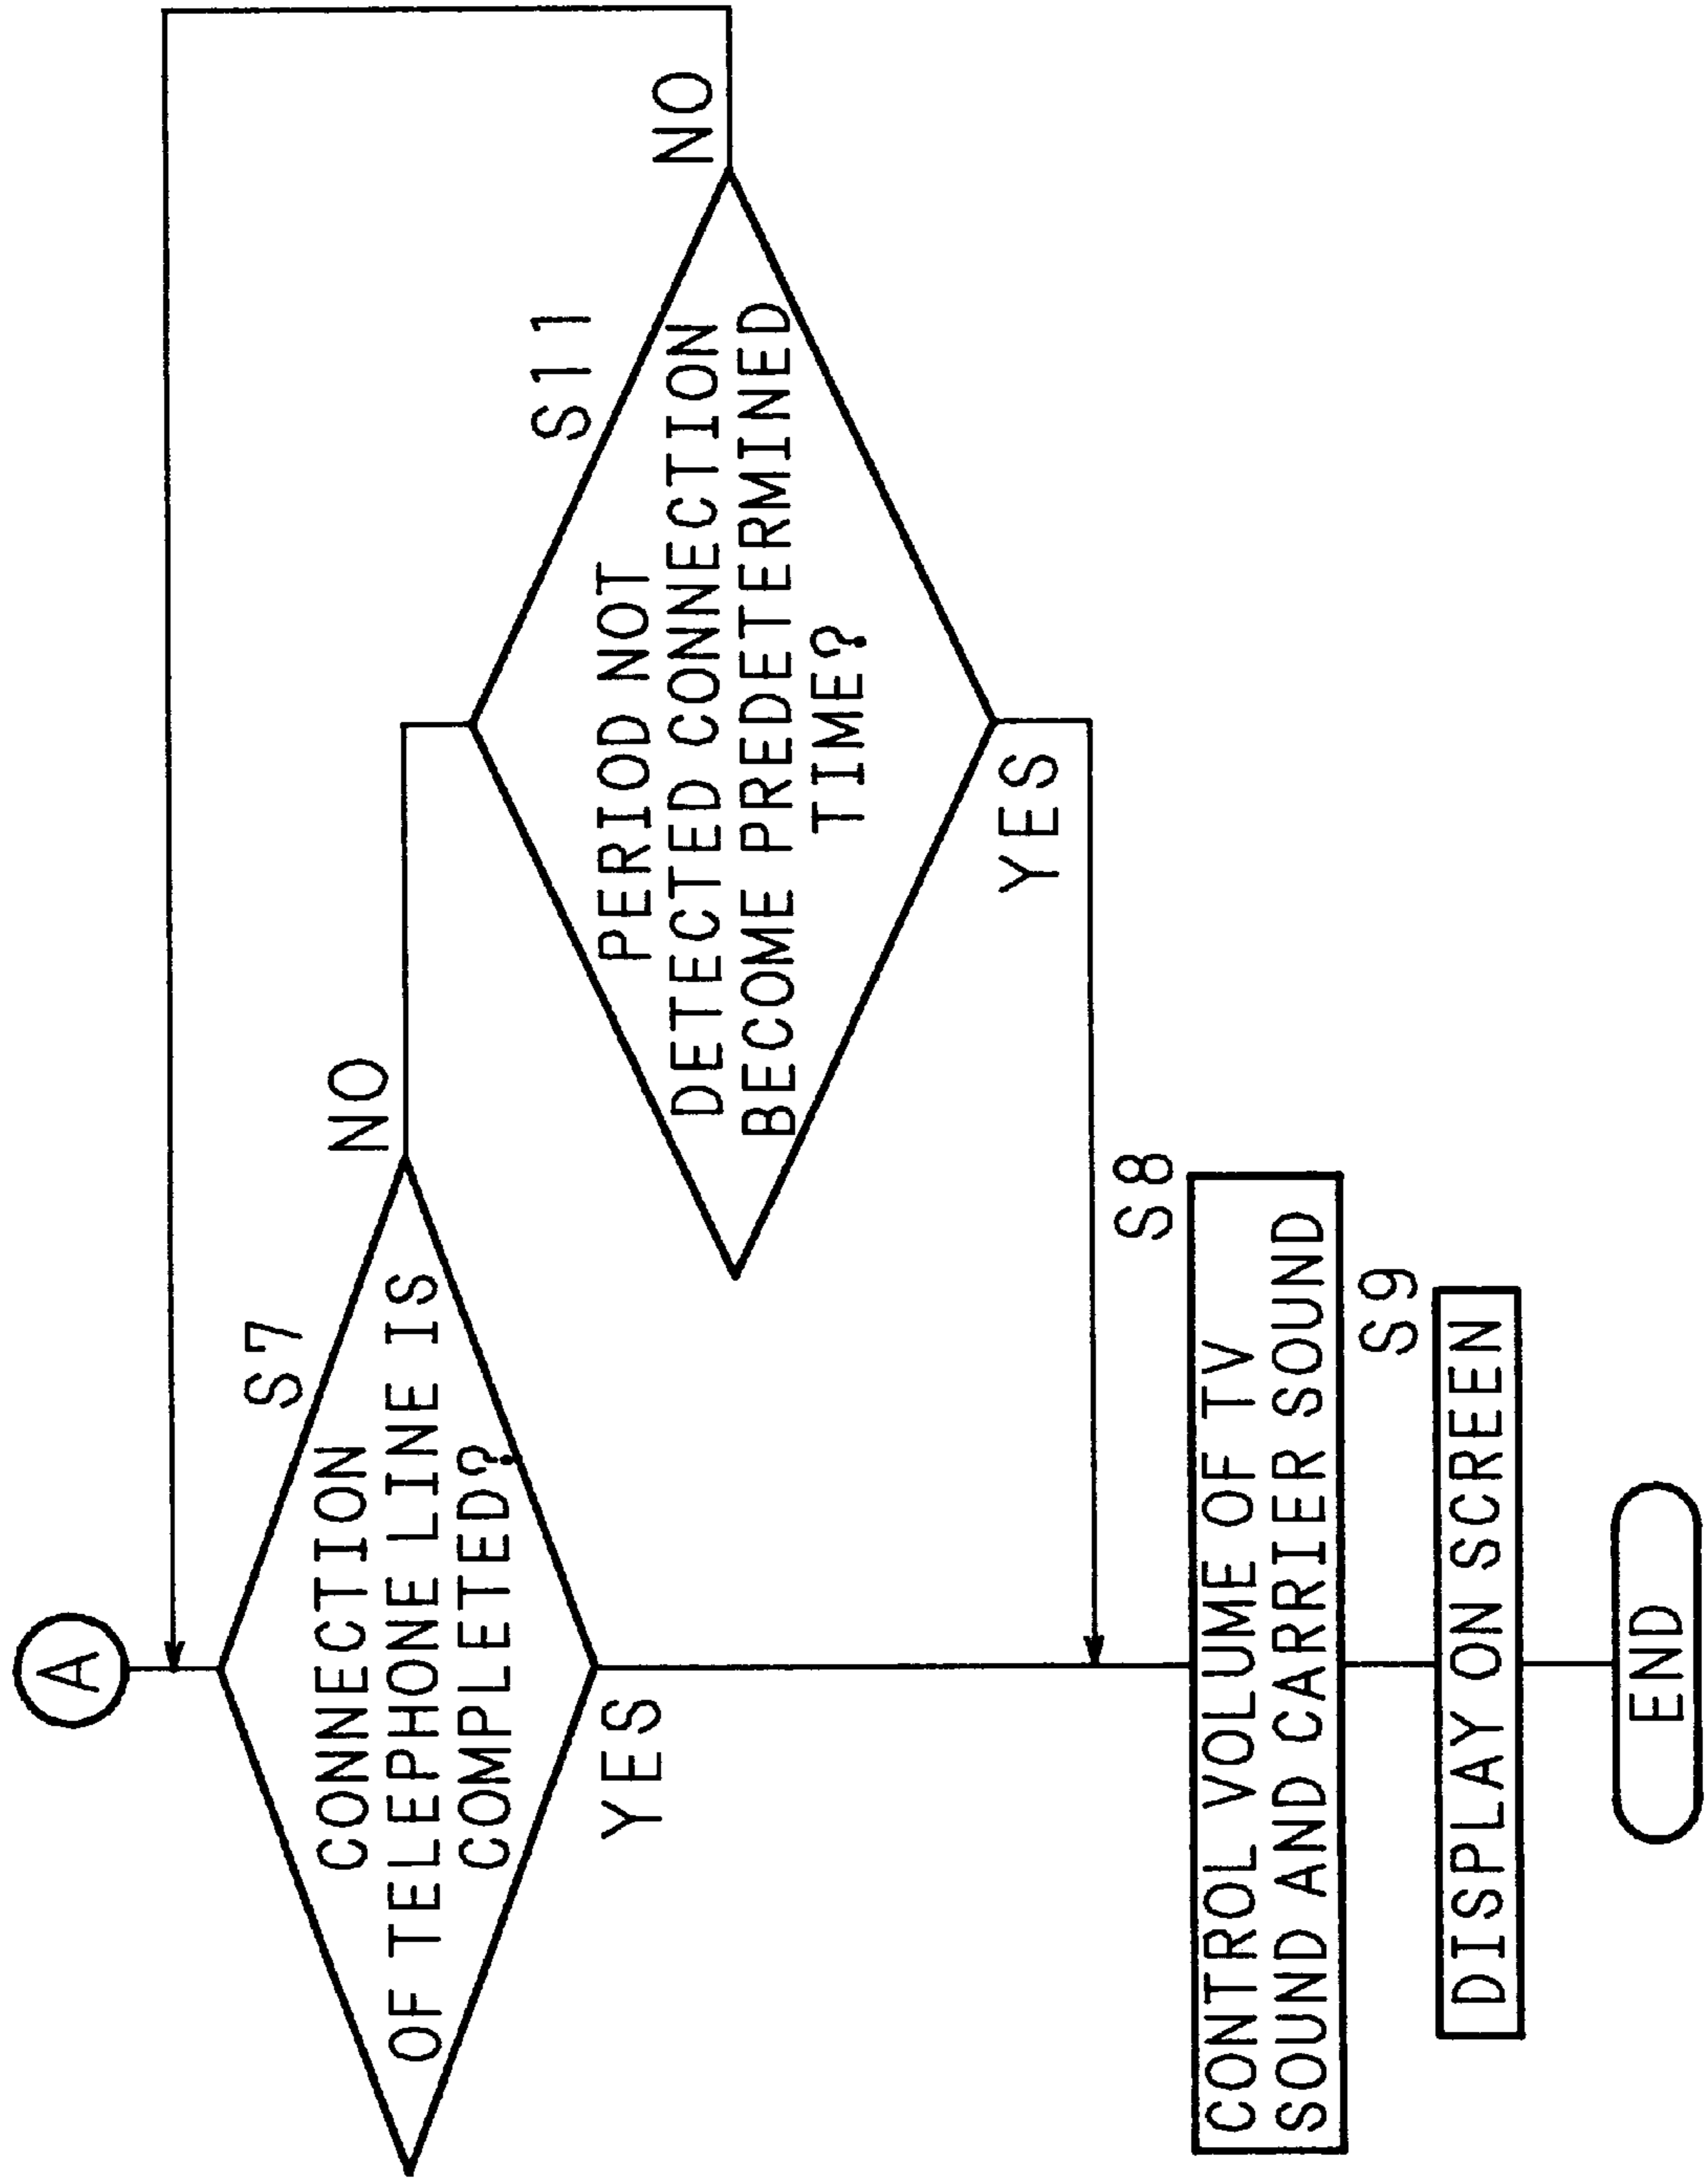 A
S7
CONNECTION
OF TELEPHONE LINE IS
COMPLETED?
NO
YES
S11
PERIOD NOT
DETECTED CONNECTION
BECOME PREDETERMINED
TIME?
NO
YES
S8
CONTROL VOLUME OF TV
SOUND AND CARRIER SOUND
S9
DISPLAY ON SCREEN
END